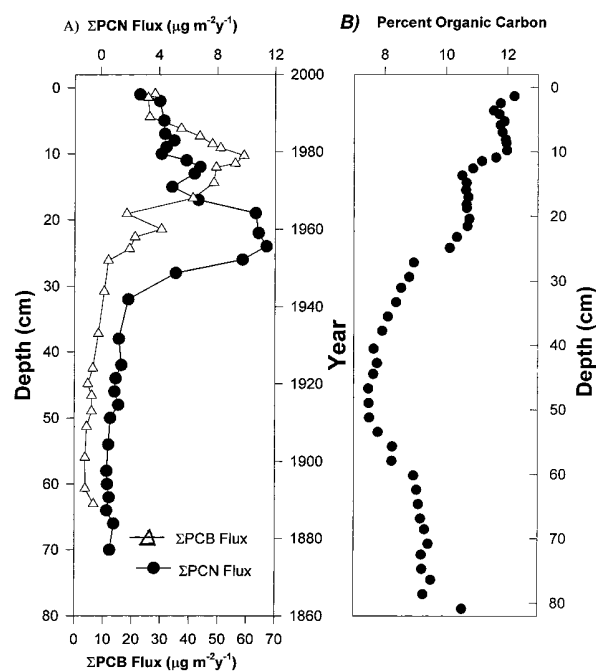 A) ΣPCN Flux (µg m⁻²y⁻¹)
0 4 8 12
0
10
20
30
40
50
60
70
80
Depth (cm)
2000
1980
1960
1940
1920
1900
1880
1860
Year
ΣPCB Flux
ΣPCN Flux
0 10 20 30 40 50 60 70
ΣPCB Flux (µg m⁻²y⁻¹)
B) Percent Organic Carbon
8 10 12
0
10
20
30
40
50
60
70
80
Depth (cm)